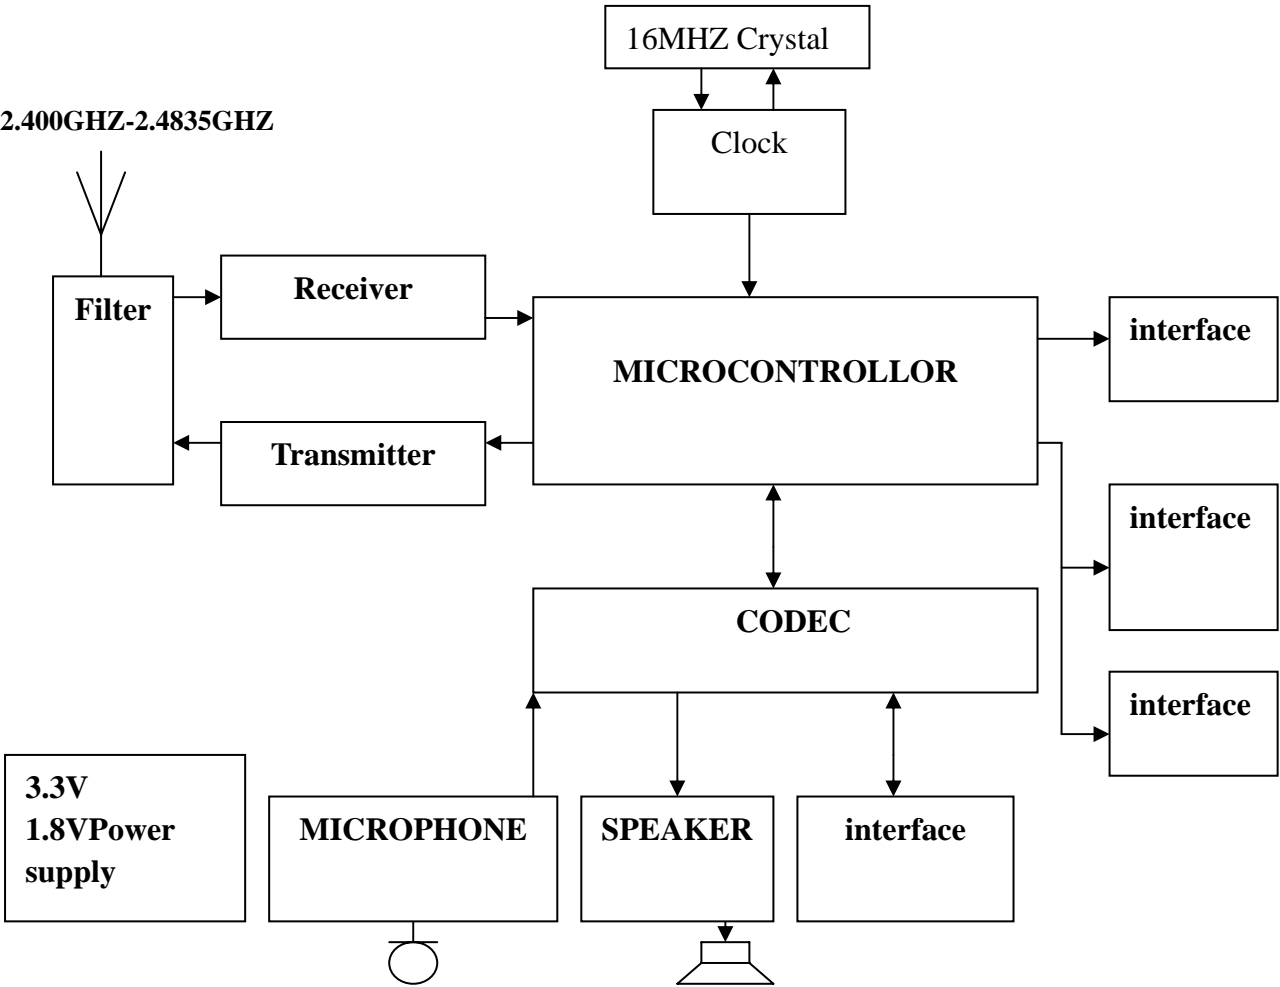 16MHZ Crystal
2.400GHZ-2.4835GHZ
Clock
Receiver
Filter
MICROCONTROLLOR
interface
Transmitter
interface
CODEC
interface
3.3V
1.8VPower
supply
MICROPHONE
SPEAKER
interface